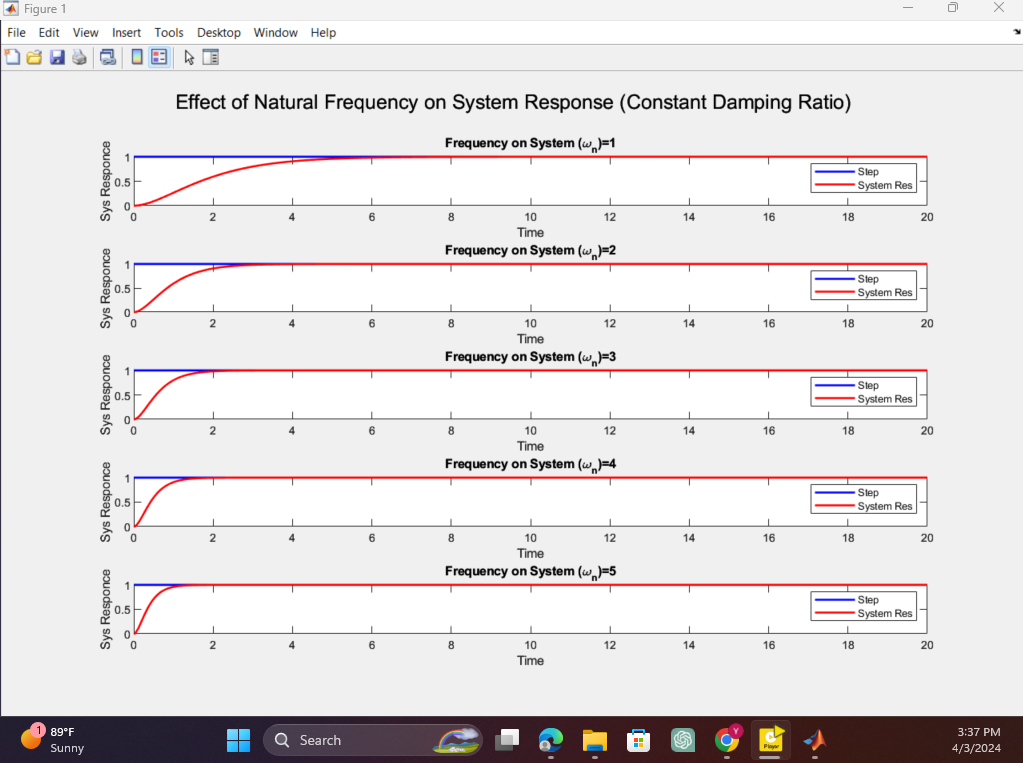 Figure 1
File Edit View Insert Tools Desktop Window Help
Effect of Natural Frequency on System Response (Constant Damping Ratio)
Frequency on System (ωn)=1
Sys Responce
1
0.5
0
Step
System Res
0 2 4 6 8 10 12 14 16 18 20
Time
Frequency on System (ωn)=2
Sys Responce
1
0.5
0
Step
System Res
0 2 4 6 8 10 12 14 16 18 20
Time
Frequency on System (ωn)=3
Sys Responce
1
0.5
0
Step
System Res
0 2 4 6 8 10 12 14 16 18 20
Time
Frequency on System (ωn)=4
Sys Responce
1
0.5
0
Step
System Res
0 2 4 6 8 10 12 14 16 18 20
Time
Frequency on System (ωn)=5
Sys Responce
1
0.5
0
Step
System Res
0 2 4 6 8 10 12 14 16 18 20
Time
1
89°F
Sunny
Search
Player
Y
3:37 PM
4/3/2024